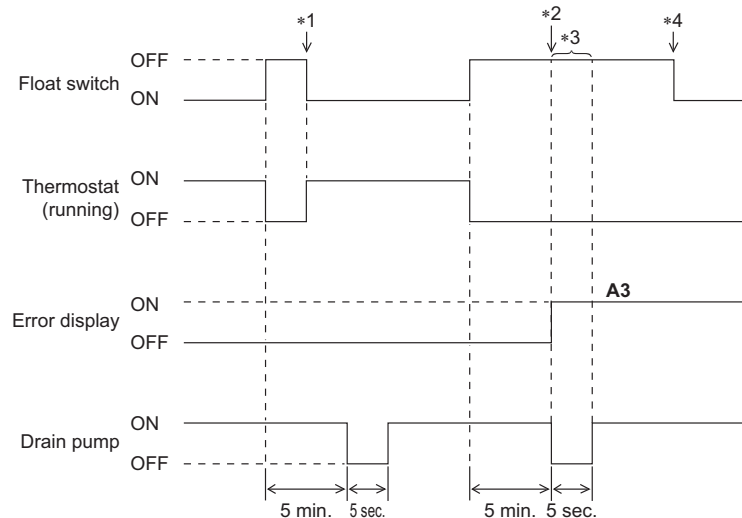 *1
*2
*3
*4
OFF
Float switch
ON
ON
Thermostat
(running)
OFF
ON
A3
Error display
OFF
ON
Drain pump
OFF
5 min.
5 sec.
5 min.
5 sec.